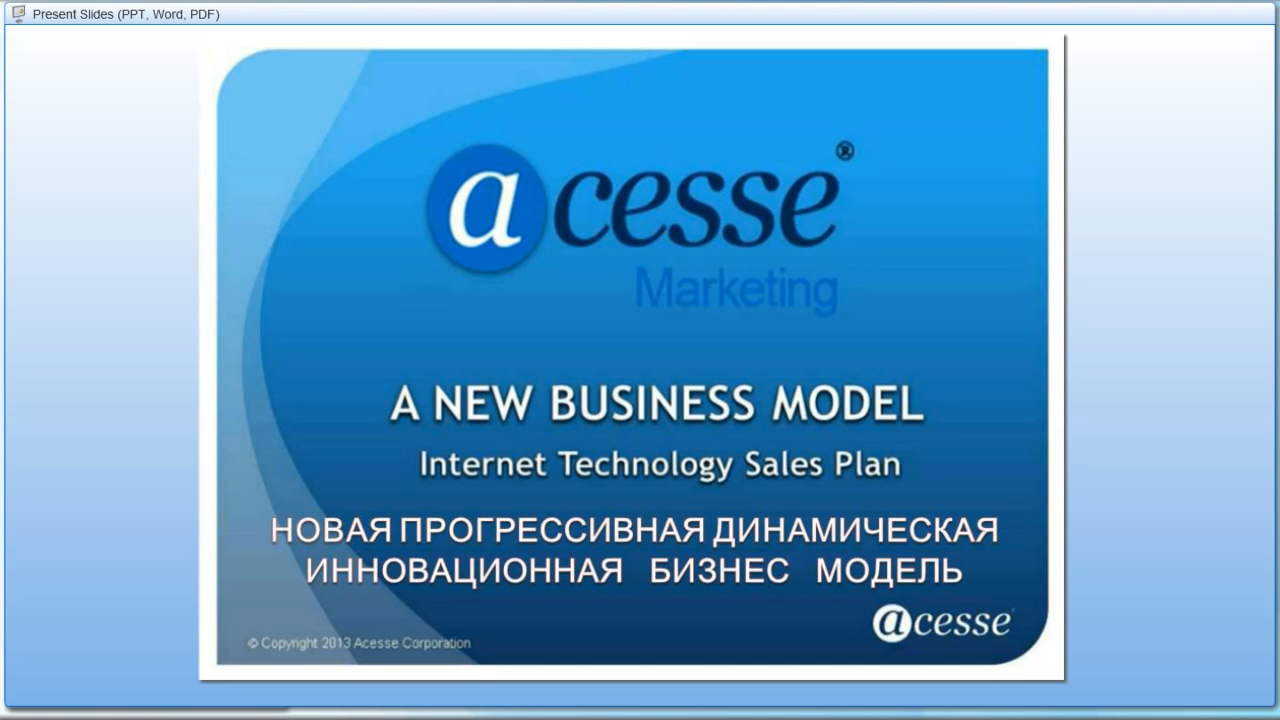 Present Slides (PPT, Word, PDF)
acesse®
Marketing
A NEW BUSINESS MODEL
Internet Technology Sales Plan
НОВАЯ ПРОГРЕССИВНАЯ ДИНАМИЧЕСКАЯ
ИННОВАЦИОННАЯ БИЗНЕС МОДЕЛЬ
acesse
© Copyright 2013 Acesse Corporation